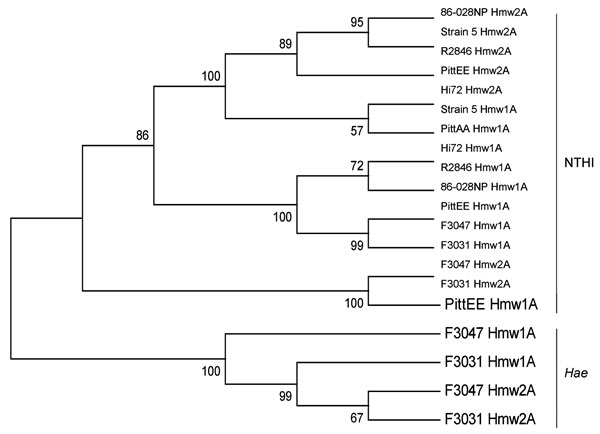 86-028NP Hmw2A
95
Strain 5 Hmw2A
89
R2846 Hmw2A
PittEE Hmw2A
100
Hi72 Hmw2A
Strain 5 Hmw1A
57
PittAA Hmw1A
86
Hi72 Hmw1A
NTHI
72
R2846 Hmw1A
86-028NP Hmw1A
PittEE Hmw1A
100
F3047 Hmw1A
99
F3031 Hmw1A
F3047 Hmw2A
F3031 Hmw2A
100
PittEE Hmw1A
F3047 Hmw1A
100
F3031 Hmw1A
Hae
99
F3047 Hmw2A
67
F3031 Hmw2A